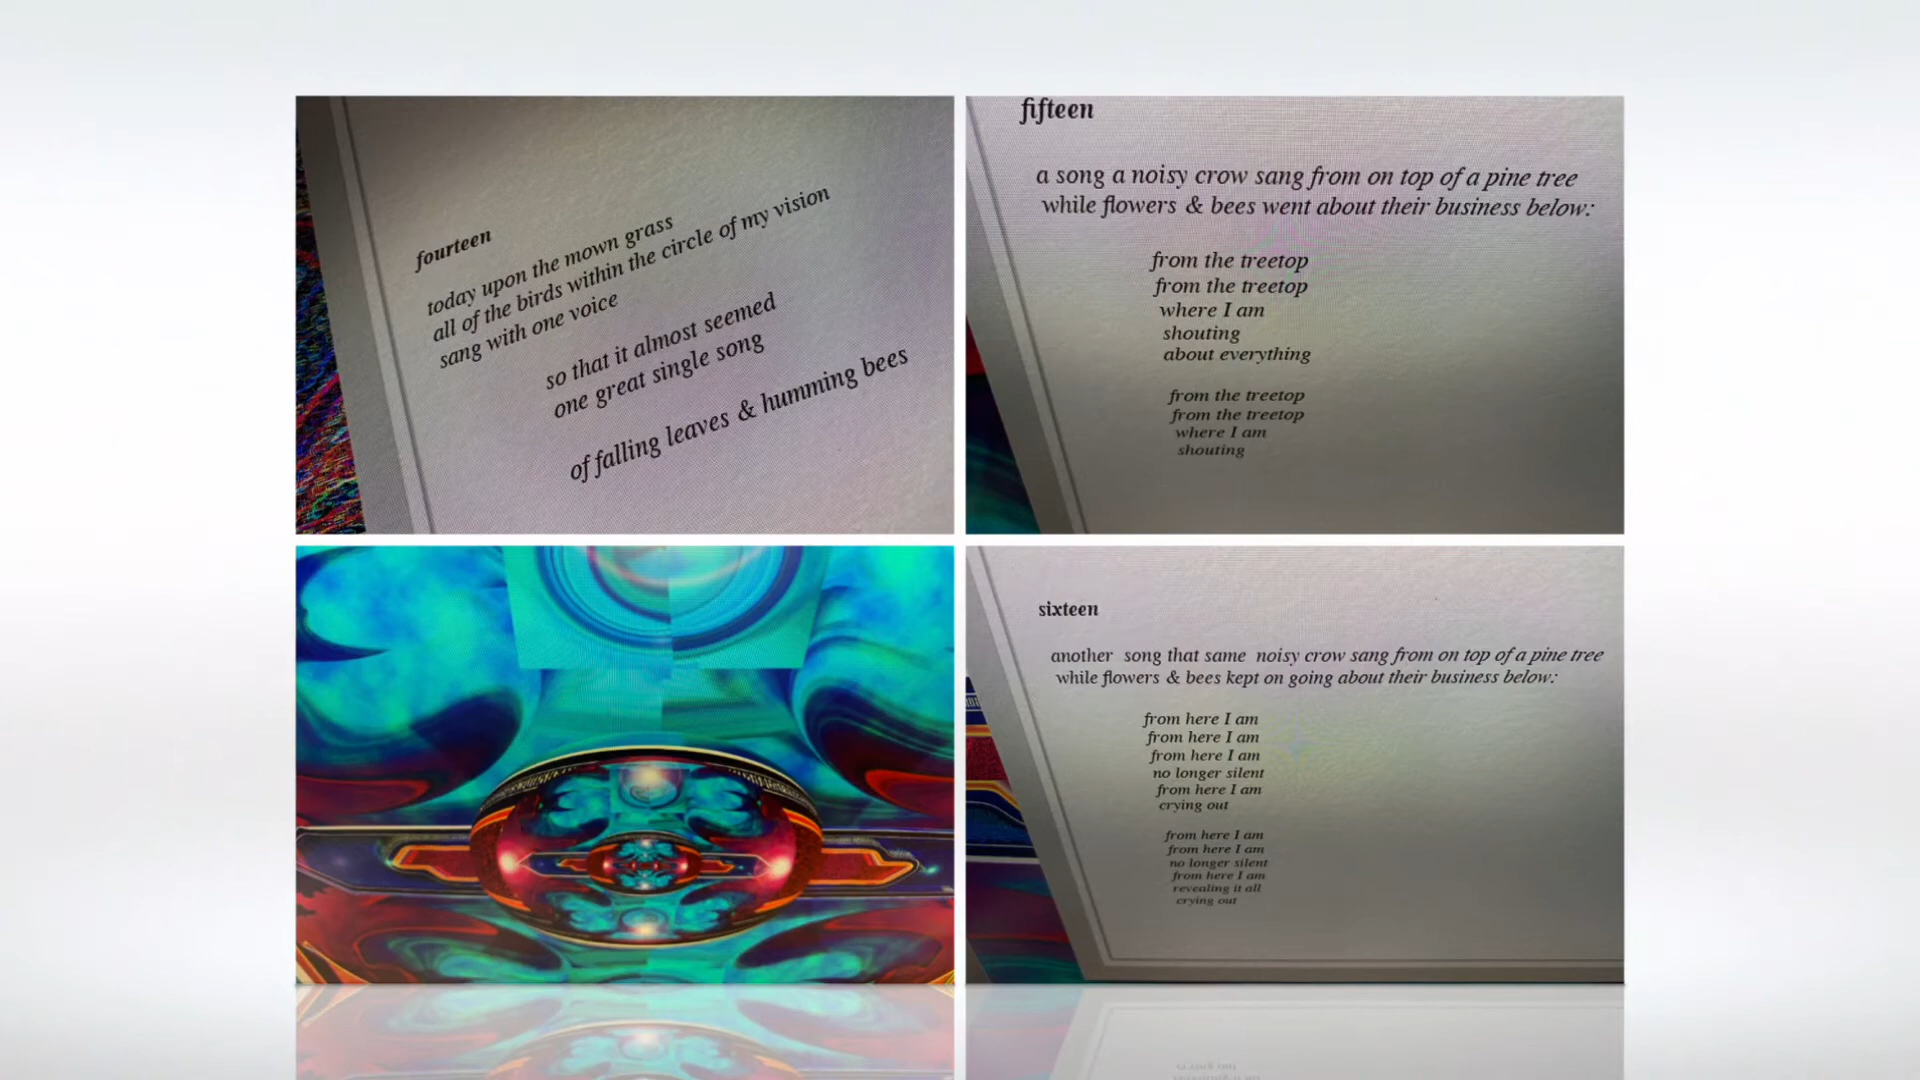 fourteen
today upon the mown grass
all of the birds within the circle of my vision
sang with one voice
so that it almost seemed
one great single song
of falling leaves & humming bees
fifteen
a song a noisy crow sang from on top of a pine tree
while flowers & bees went about their business below:
from the treetop
from the treetop
where I am
shouting
about everything
from the treetop
from the treetop
where I am
shouting
sixteen
another song that same noisy crow sang from on top of a pine tree
while flowers & bees kept on going about their business below:
from here I am
from here I am
from here I am
no longer silent
from here I am
crying out
from here I am
from here I am
no longer silent
from here I am
revealing it all
crying out